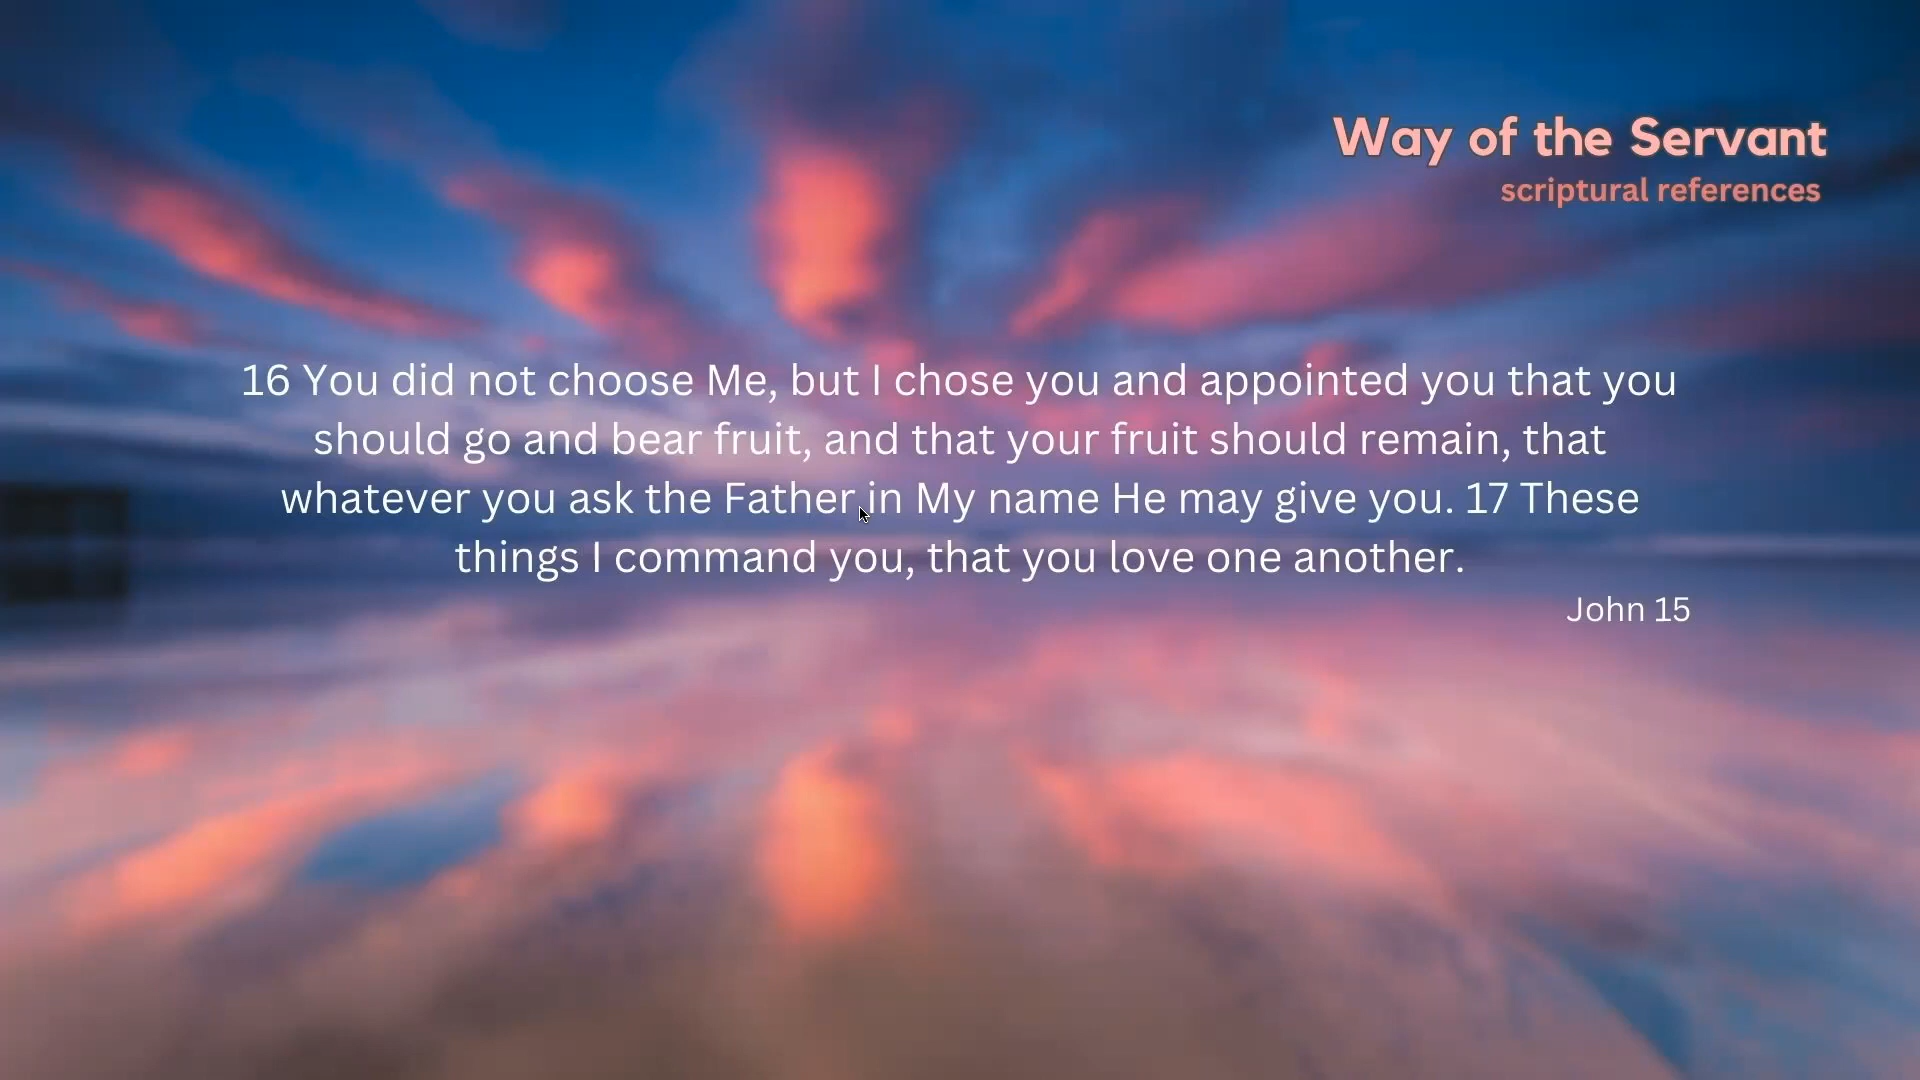 Way of the Servant
scriptural references
16 You did not choose Me, but I chose you and appointed you that you
should go and bear fruit, and that your fruit should remain, that
whatever you ask the Father in My name He may give you. 17 These
things I command you, that you love one another.
John 15